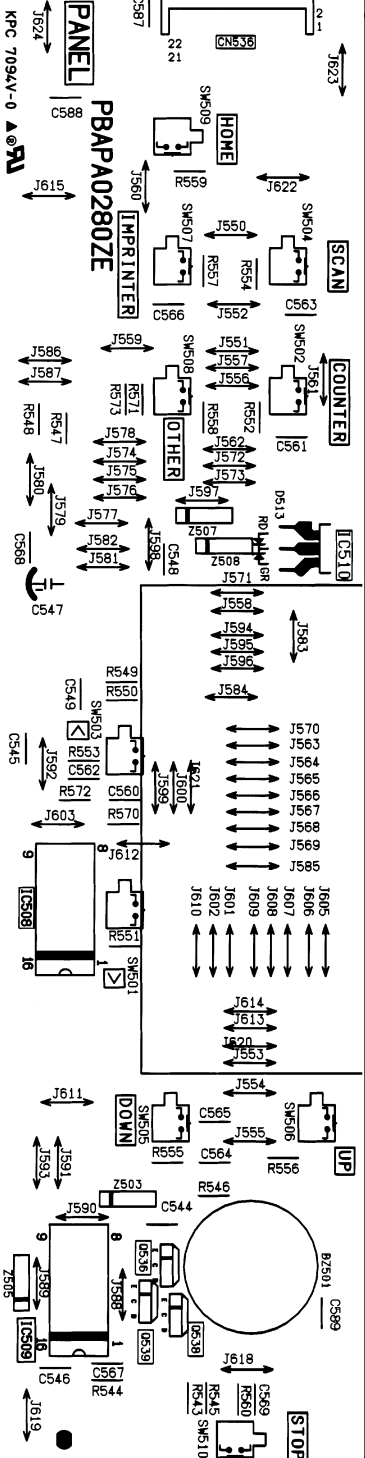 J624
PANEL
KPC 7094V-0
C587
22
21
CN536
2
1
J623
C588
PBAPA0280ZE
SW509
HOME
R559
J560
J615
J622
IMPRINTER
SW507
J550
SW504
SCAN
R557
R554
C566
J552
C563
J559
SW508
J551
J557
J556
SW502
J561
COUNTER
J586
J587
R548
R547
R573
R571
R558
R552
OTHER
C561
J578
J574
J575
J576
J562
J572
J573
J580
J579
J577
J597
Z507
D513
IC510
J582
J581
J598
C548
Z508
RD
GR
C568
C547
J571
J558
J594
J595
J596
J584
J583
R549
R550
C549
SW503
<
R553
C562
R572
C545
J592
C560
R570
J599
J600
J621
J570
J563
J564
J565
J566
J567
J568
J569
J585
J603
J612
9
8
IC508
16
1
R551
SW501
>
J610
J602
J601
J609
J608
J607
J606
J605
J614
J613
J620
J553
J611
DOWN
SW505
J554
C565
J555
SW506
UP
J593
J591
R555
C564
R556
Z503
R546
J590
C544
9
8
Z505
J589
J588
Q536
E C B
Q539
E C B
Q538
E C B
BZ501
C589
IC509
16
1
C546
C567
R544
J618
J619
R543
R545
R560
C569
SW510
STOP